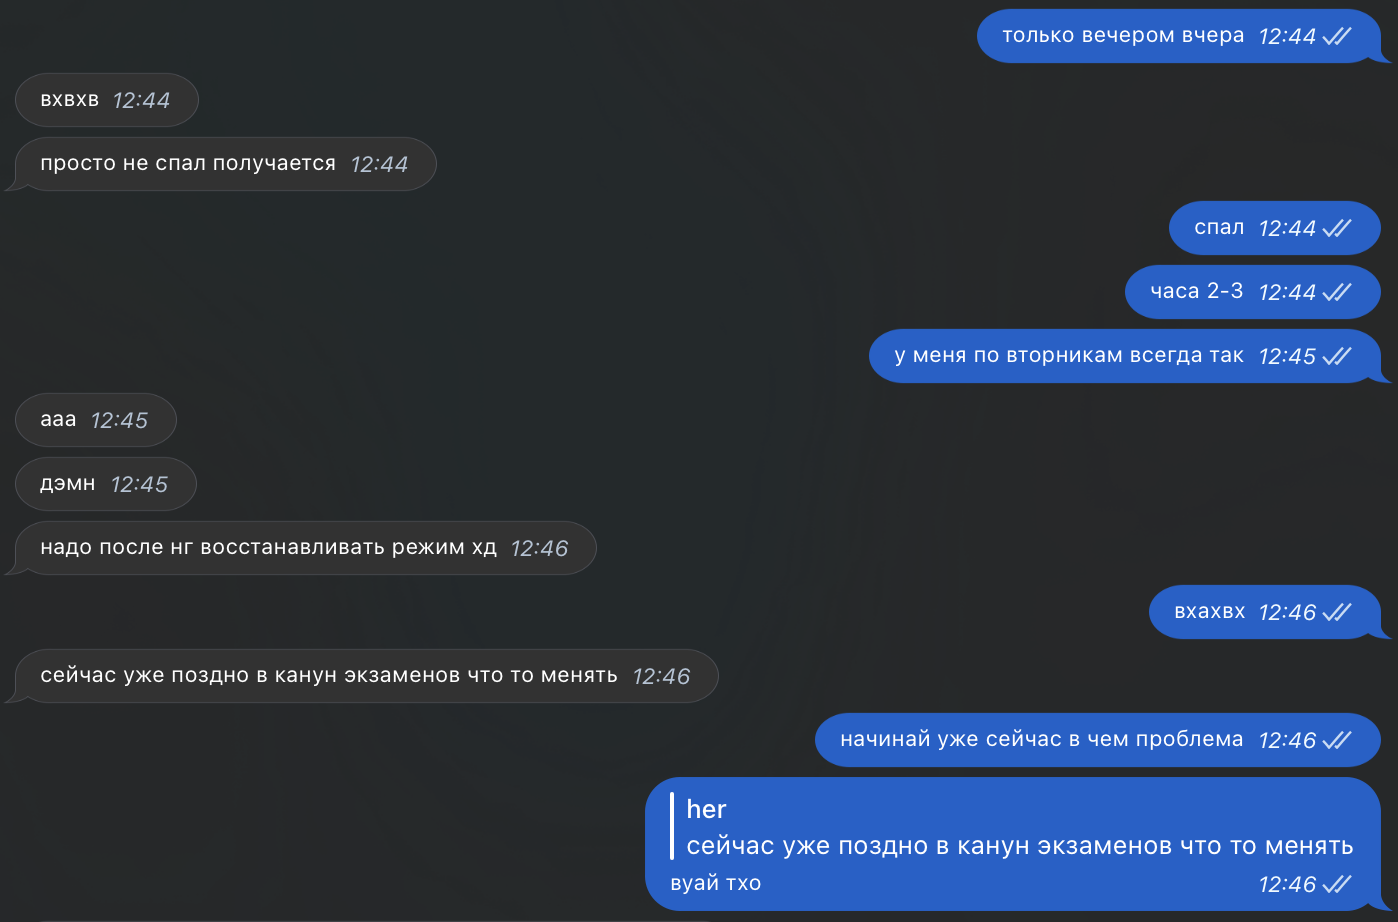 только вечером вчера 12:44
вхвхв 12:44
просто не спал получается 12:44
спал 12:44
часа 2-3 12:44
у меня по вторникам всегда так 12:45
ааа 12:45
дэмн 12:45
надо после нг восстанавливать режим хд 12:46
вхахвх 12:46
сейчас уже поздно в канун экзаменов что то менять 12:46
начинай уже сейчас в чем проблема 12:46
her
сейчас уже поздно в канун экзаменов что то менять
вуай тхо 12:46